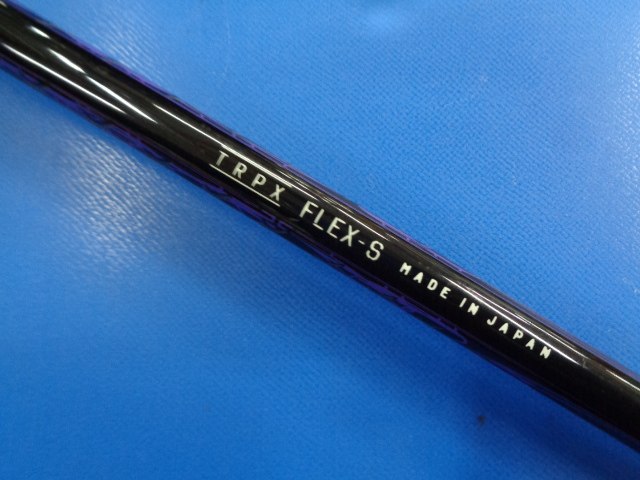 TRPX FLEX-S MADE IN JAPAN